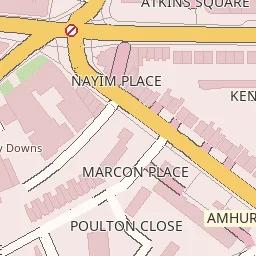 ATKINS SQUARE
NAYIM PLACE
KEN
y Downs
MARCON PLACE
AMHUR
POULTON CLOSE